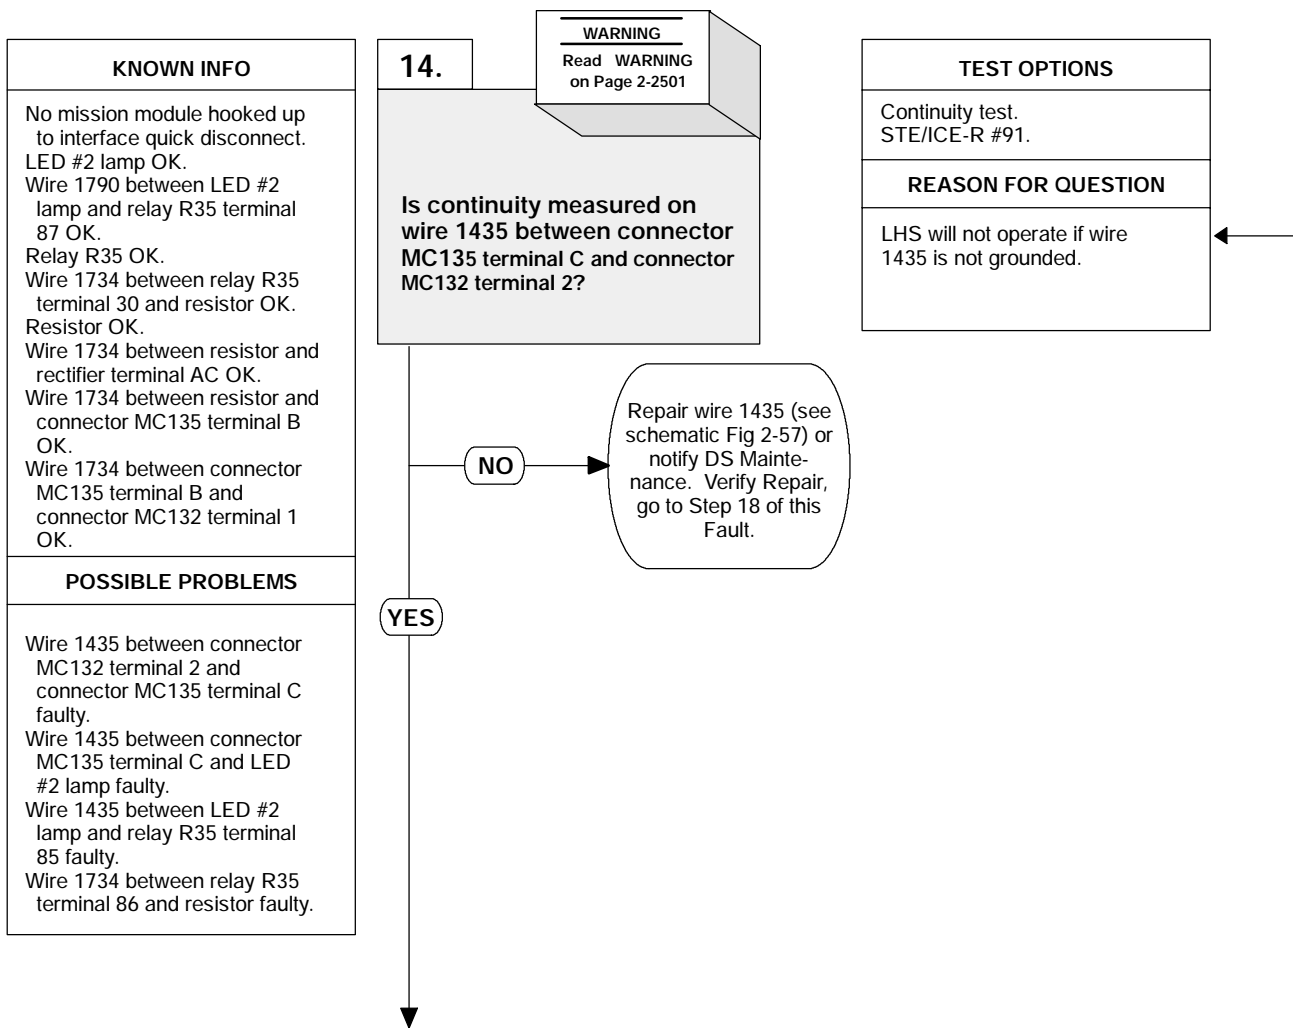 KNOWN INFO
No mission module hooked up
to interface quick disconnect.
LED #2 lamp OK.
Wire 1790 between LED #2
lamp and relay R35 terminal
87 OK.
Relay R35 OK.
Wire 1734 between relay R35
terminal 30 and resistor OK.
Resistor OK.
Wire 1734 between resistor and
rectifier terminal AC OK.
Wire 1734 between resistor and
connector MC135 terminal B
OK.
Wire 1734 between connector
MC135 terminal B and
connector MC132 terminal 1
OK.
POSSIBLE PROBLEMS
Wire 1435 between connector
MC132 terminal 2 and
connector MC135 terminal C
faulty.
Wire 1435 between connector
MC135 terminal C and LED
#2 lamp faulty.
Wire 1435 between LED #2
lamp and relay R35 terminal
85 faulty.
Wire 1734 between relay R35
terminal 86 and resistor faulty.
14.
WARNING
Read WARNING
on Page 2-2501
Is continuity measured on
wire 1435 between connector
MC135 terminal C and connector
MC132 terminal 2?
NO
Repair wire 1435 (see
schematic Fig 2-57) or
notify DS Mainte-
nance. Verify Repair,
go to Step 18 of this
Fault.
YES
TEST OPTIONS
Continuity test.
STE/ICE-R #91.
REASON FOR QUESTION
LHS will not operate if wire
1435 is not grounded.